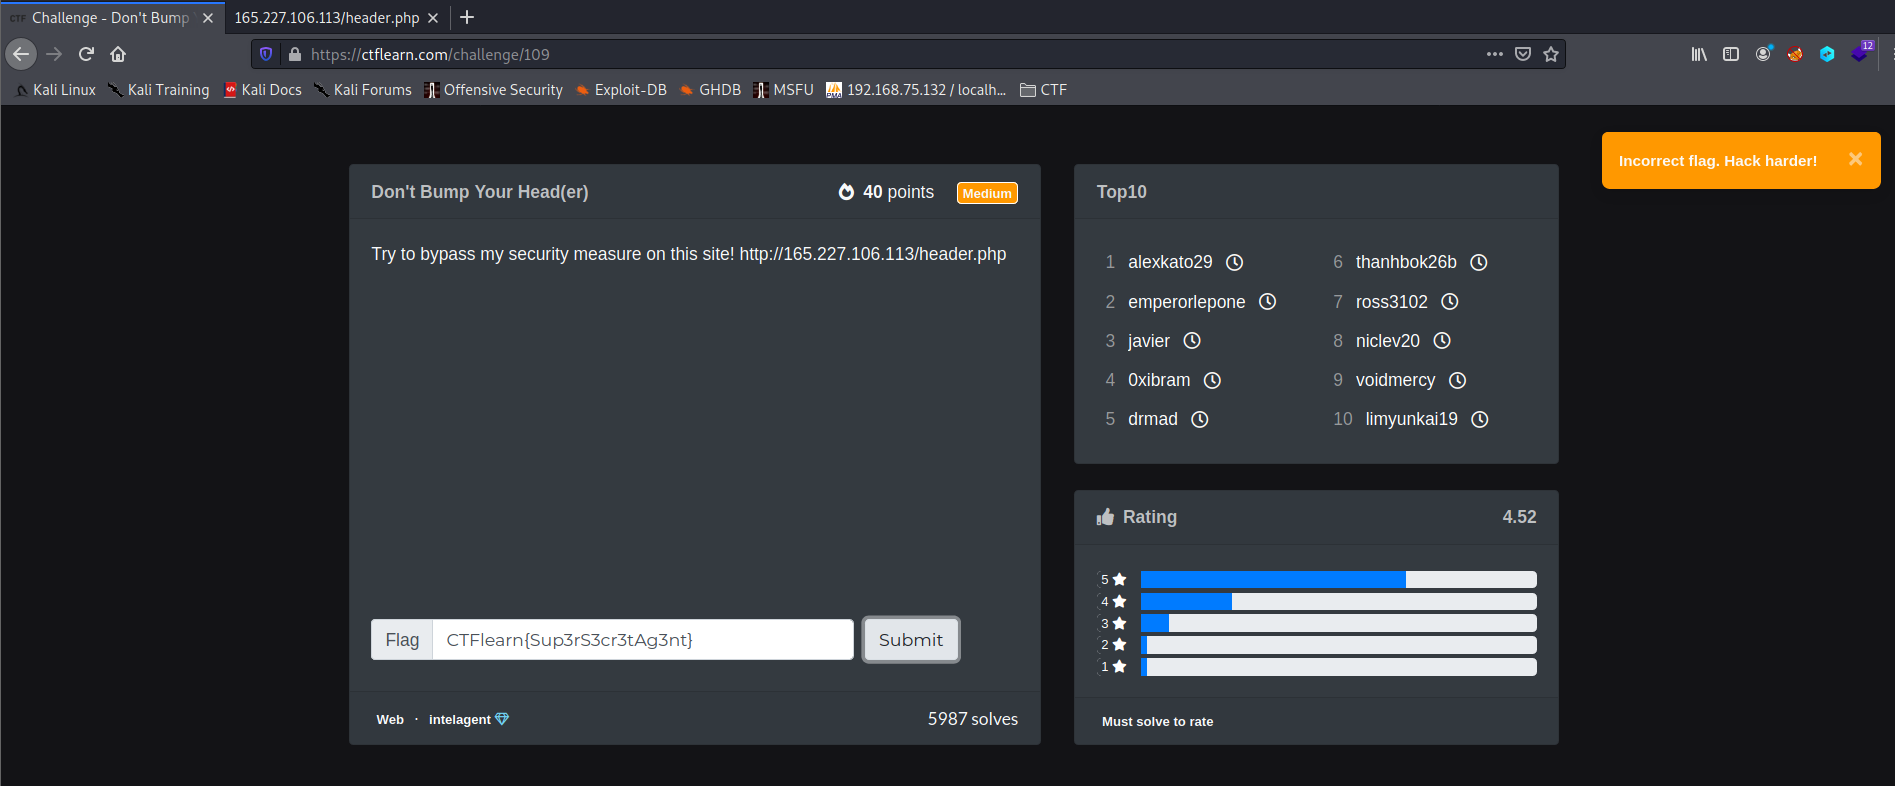 CTF Challenge - Don't Bump
165.227.106.113/header.php
https://ctflearn.com/challenge/109
12
Kali Linux Kali Training Kali Docs Kali Forums Offensive Security Exploit-DB GHDB MSFU 192.168.75.132 / localh... CTF
Incorrect flag. Hack harder!
Don't Bump Your Head(er) 40 points Medium
Try to bypass my security measure on this site! http://165.227.106.113/header.php
Flag CTFlearn{Sup3rS3cr3tAg3nt} Submit
Web · intelagent 5987 solves
Top10
1 alexkato29
2 emperorlepone
3 javier
4 0xibram
5 drmad
6 thanhbok26b
7 ross3102
8 niclev20
9 voidmercy
10 limyunkai19
Rating 4.52
5
4
3
2
1
Must solve to rate